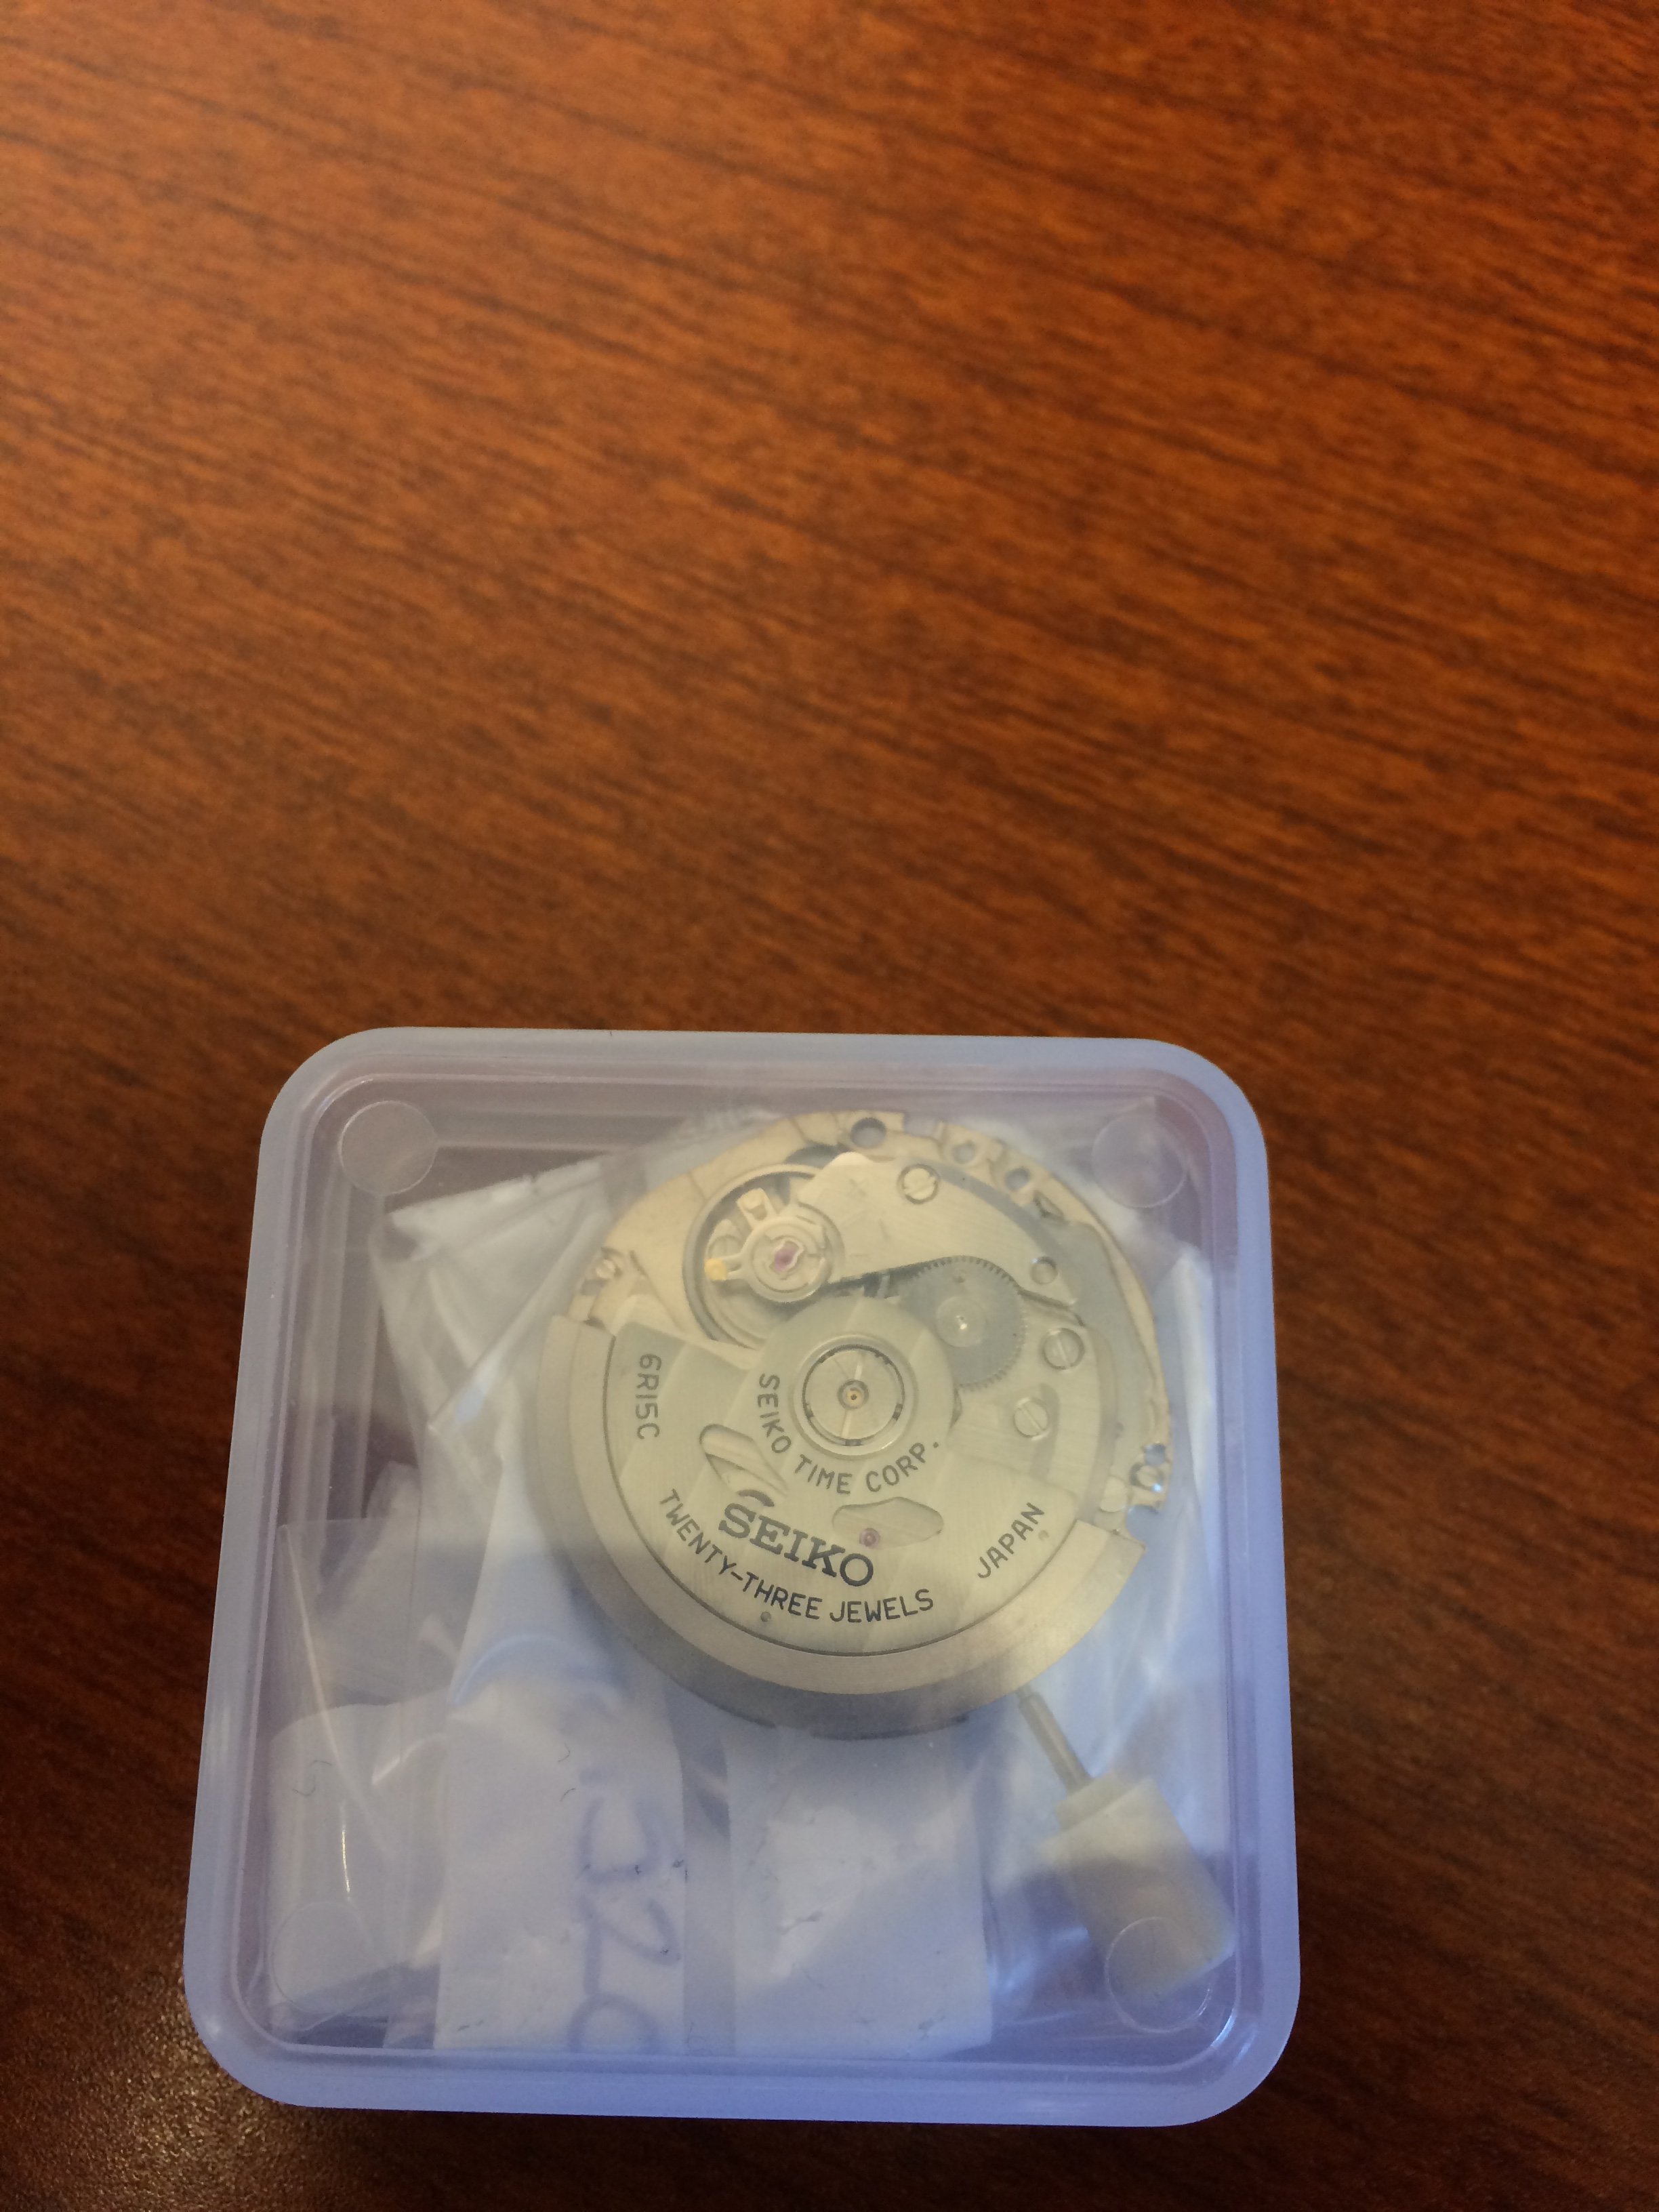 6R15C
SEIKO TIME CORP.
SEIKO
TWENTY-THREE JEWELS
JAPAN